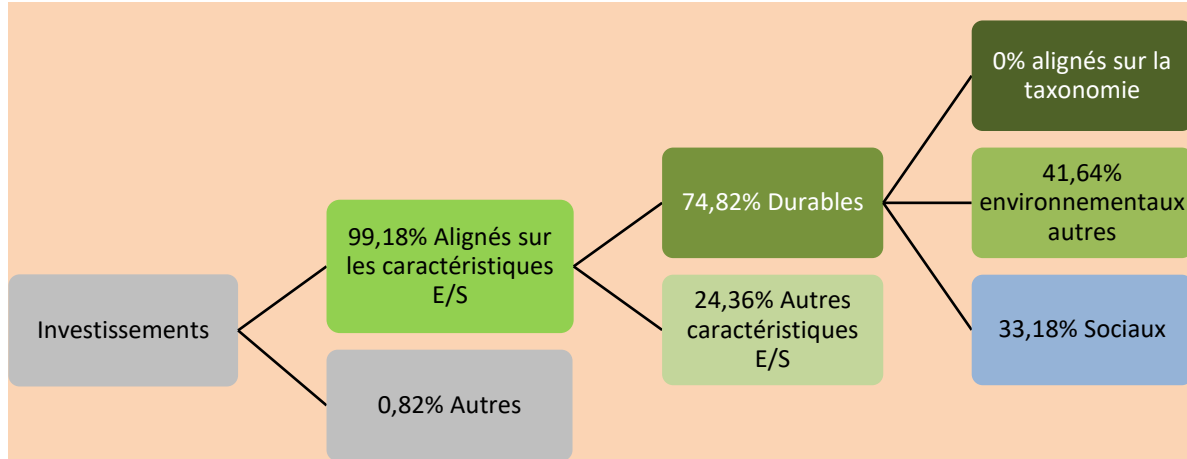 Investissements
99,18% Alignés sur
les caractéristiques
E/S
0,82% Autres
74,82% Durables
24,36% Autres
caractéristiques
E/S
0% alignés sur la
taxonomie
41,64%
environnementaux
autres
33,18% Sociaux